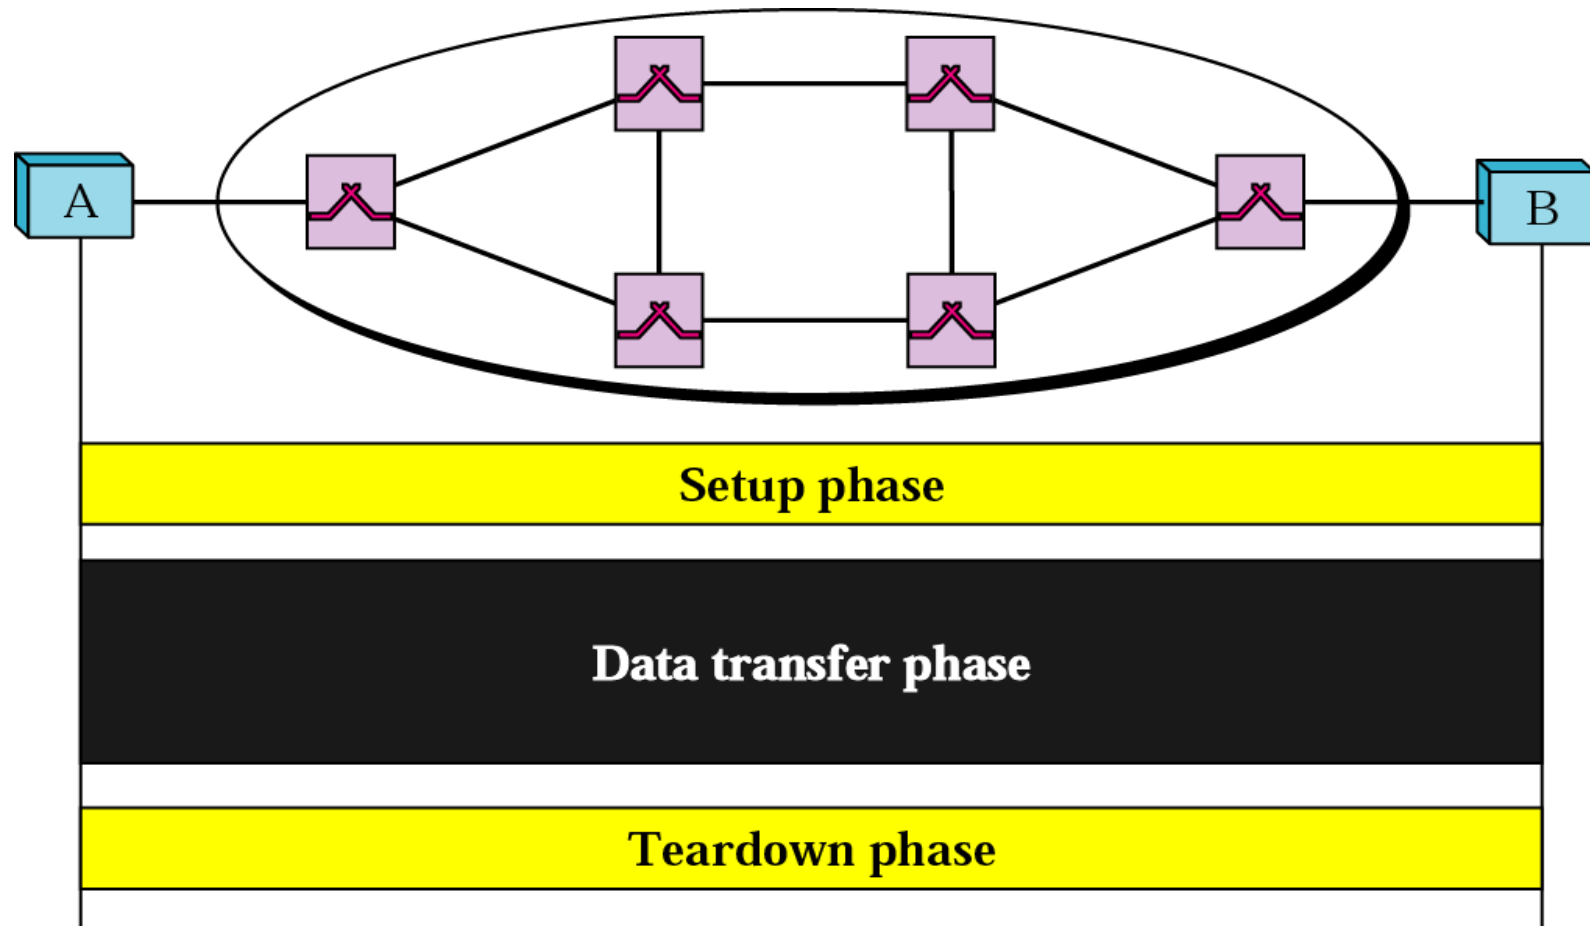 A
B
Setup phase
Data transfer phase
Teardown phase